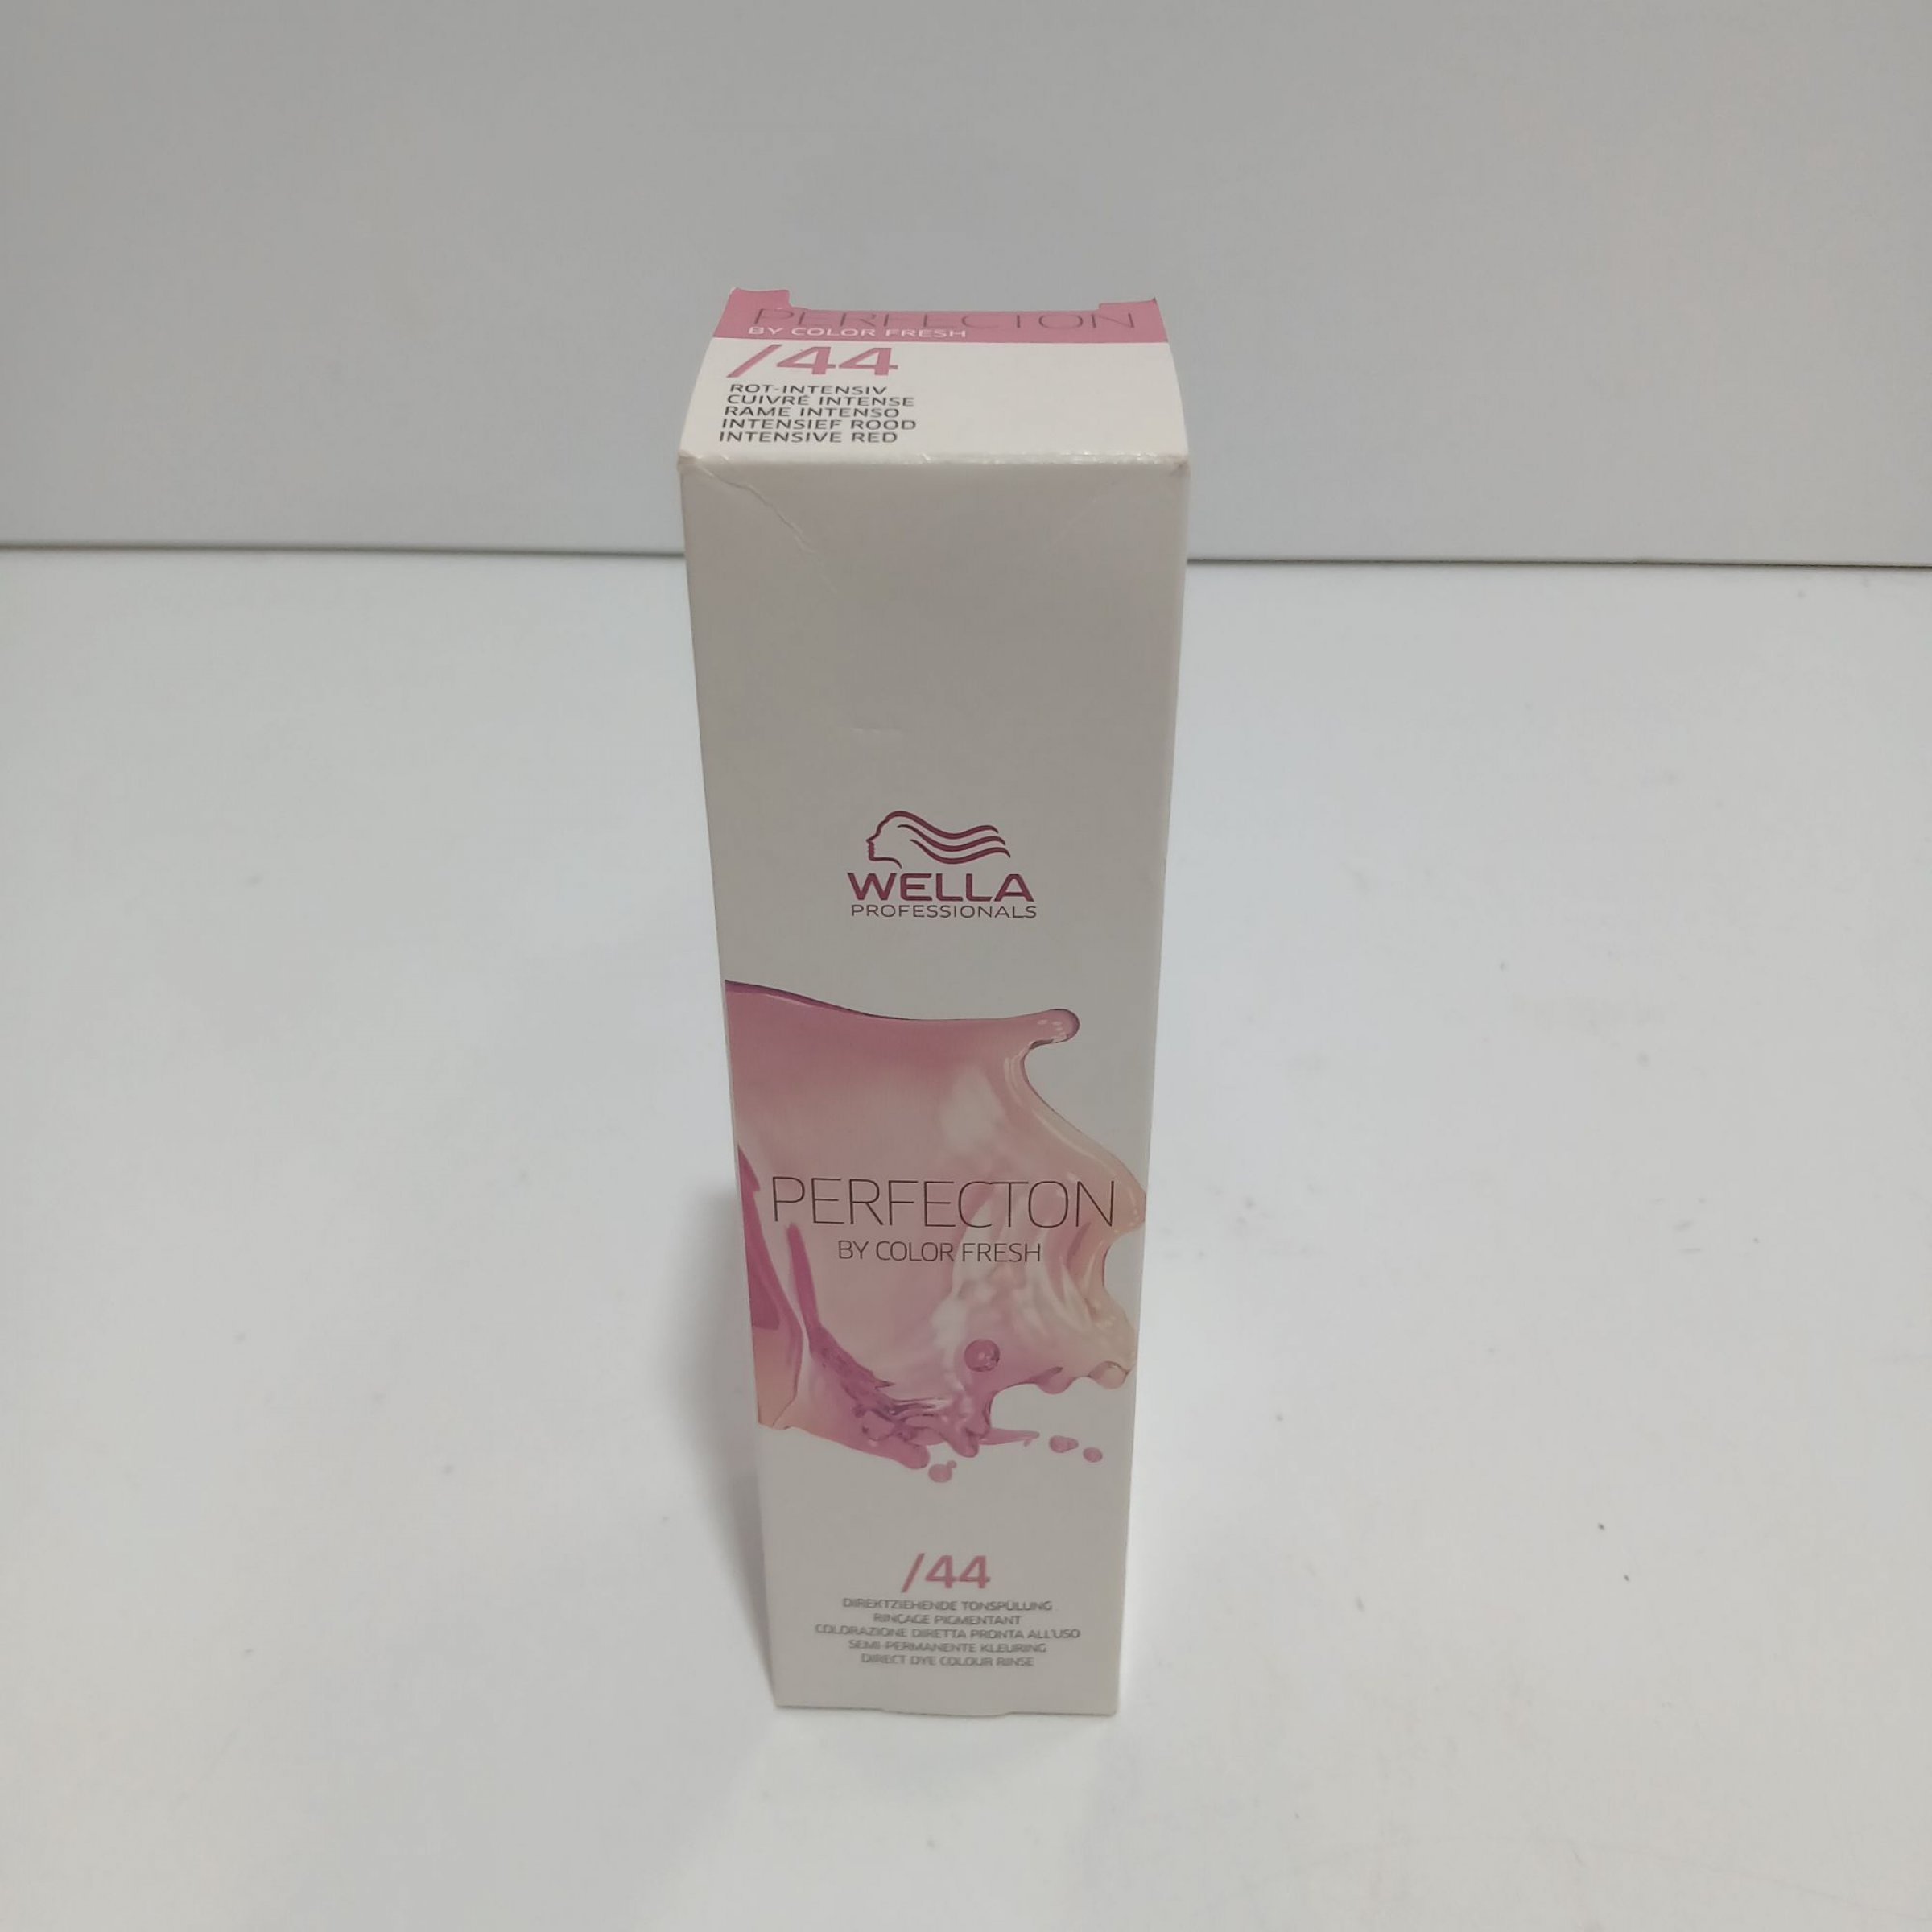 PERFECTON
BY COLOR FRESH
/44
ROT-INTENSIV
CUIVRÉ INTENSE
RAME INTENSO
INTENSIEF ROOD
INTENSIVE RED
WELLA
PROFESSIONALS
PERFECTON
BY COLOR FRESH
/44
DIREKTZIEHENDE TONSPÜLUNG
RINÇAGE PIGMENTANT
COLORAZIONE DIRETTA PRONTA ALL'USO
SEMI-PERMANENTE KLEURING
DIRECT DYE COLOUR RINSE